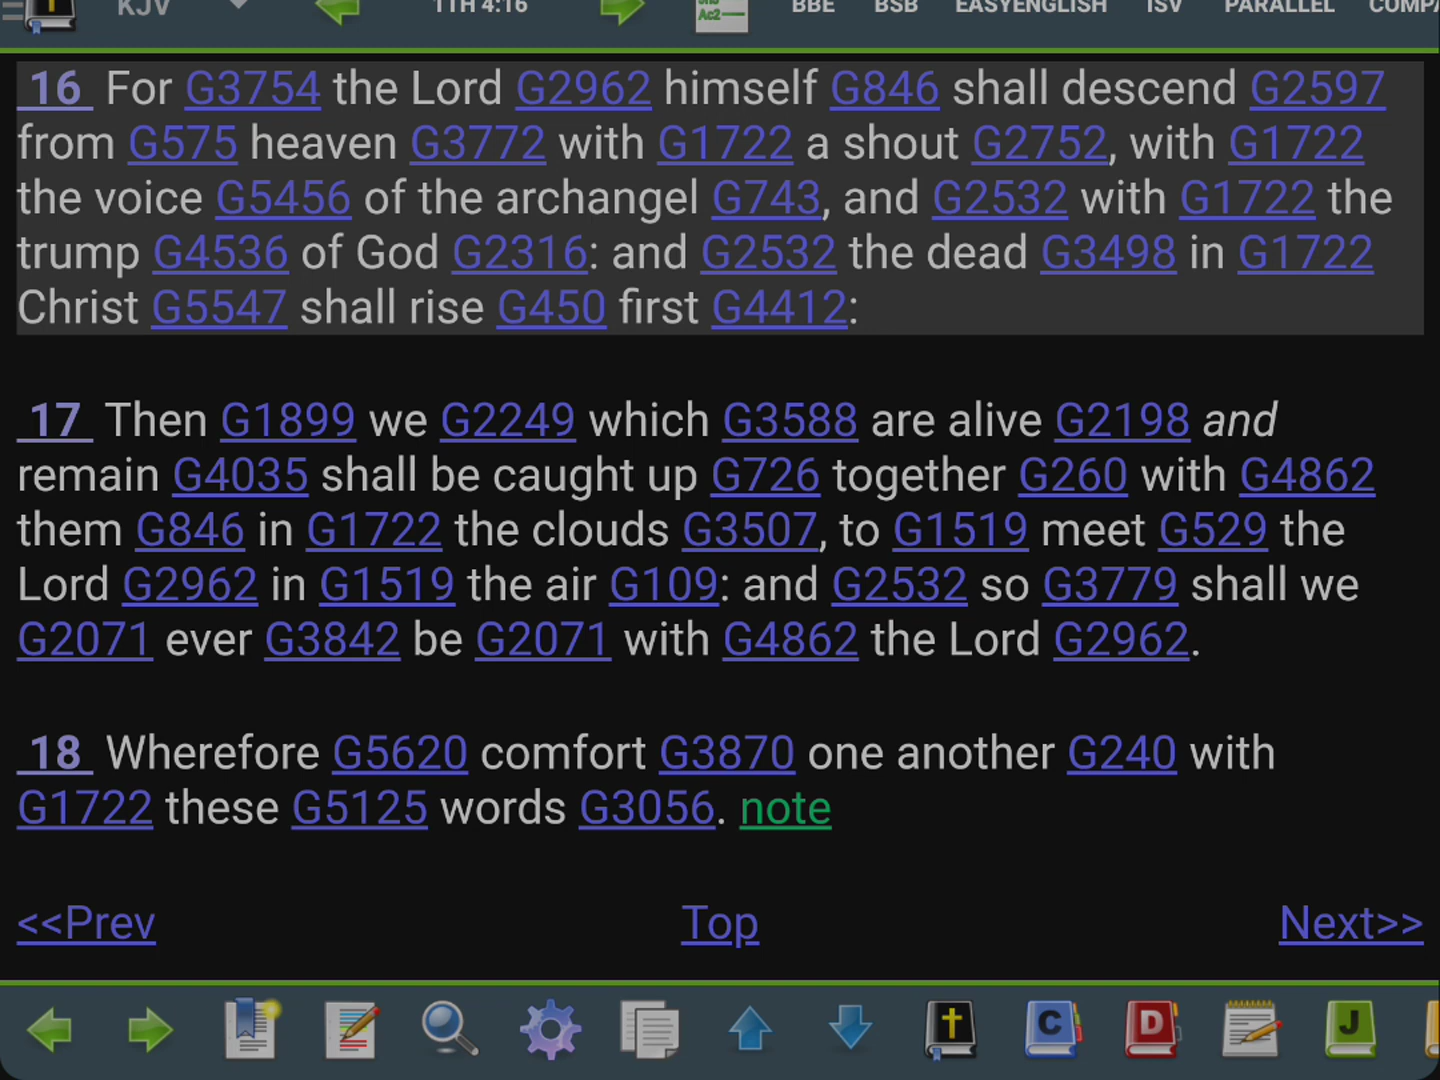 KJV 1TH 4:16 Ac2 BBE BSB EASYENGLISH ISV PARALLEL
16 For G3754 the Lord G2962 himself G846 shall descend G2597
from G575 heaven G3772 with G1722 a shout G2752, with G1722
the voice G5456 of the archangel G743, and G2532 with G1722 the
trump G4536 of God G2316: and G2532 the dead G3498 in G1722
Christ G5547 shall rise G450 first G4412:
17 Then G1899 we G2249 which G3588 are alive G2198 and
remain G4035 shall be caught up G726 together G260 with G4862
them G846 in G1722 the clouds G3507, to G1519 meet G529 the
Lord G2962 in G1519 the air G109: and G2532 so G3779 shall we
G2071 ever G3842 be G2071 with G4862 the Lord G2962.
18 Wherefore G5620 comfort G3870 one another G240 with
G1722 these G5125 words G3056. note
<<Prev Top Next>>
C D J